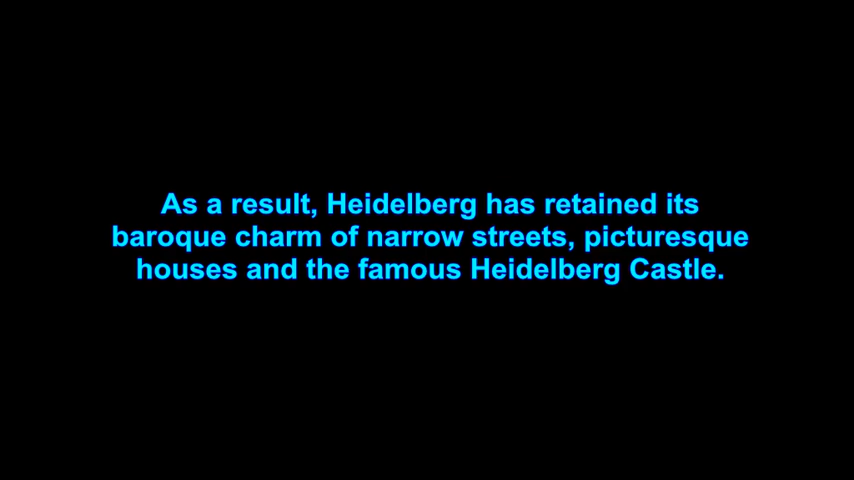 As a result, Heidelberg has retained its
baroque charm of narrow streets, picturesque
houses and the famous Heidelberg Castle.